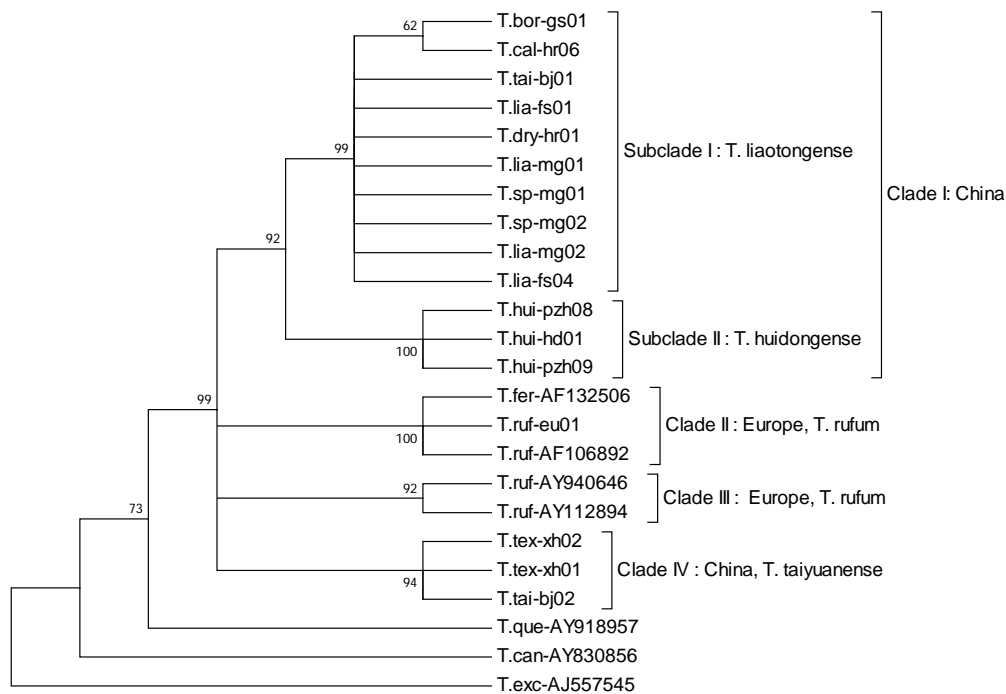 T.bor-gs01
62
T.cal-hr06
T.tai-bj01
T.lia-fs01
T.dry-hr01
99
Subclade I : T. liaotongense
T.lia-mg01
T.sp-mg01
Clade I: China
T.sp-mg02
92
T.lia-mg02
T.lia-fs04
T.hui-pzh08
T.hui-hd01
Subclade II : T. huidongense
100
T.hui-pzh09
T.fer-AF132506
99
T.ruf-eu01
Clade II : Europe, T. rufum
100
T.ruf-AF106892
T.ruf-AY940646
92
Clade III :  Europe, T. rufum
T.ruf-AY112894
73
T.tex-xh02
T.tex-xh01
Clade IV : China, T. taiyuanense
94
T.tai-bj02
T.que-AY918957
T.can-AY830856
T.exc-AJ557545